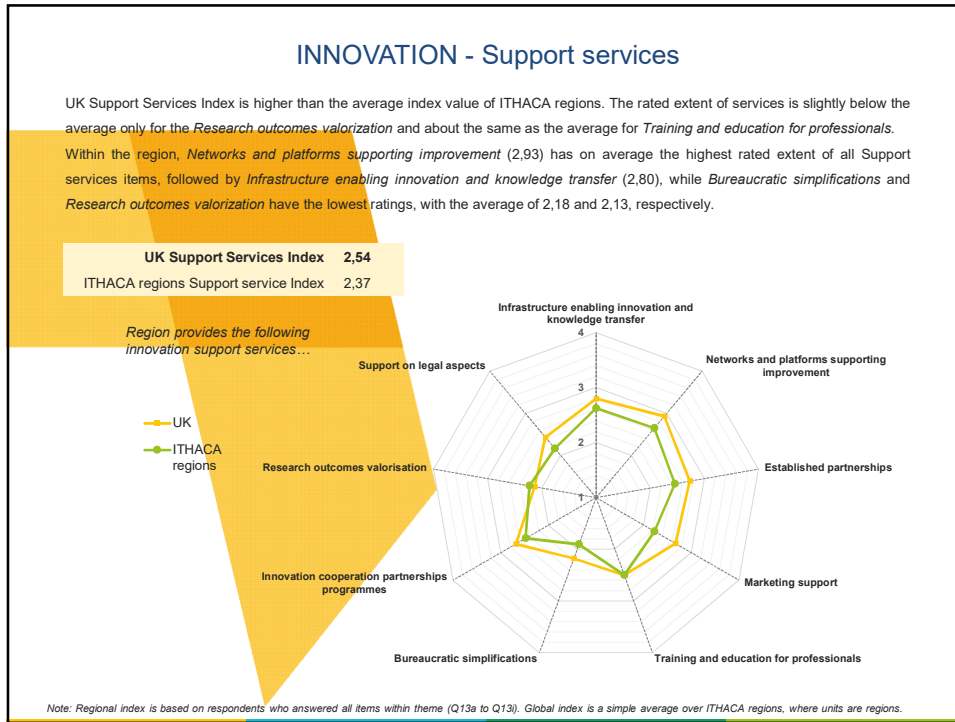 INNOVATION - Support services
UK Support Services Index is higher than the average index value of ITHACA regions. The rated extent of services is slightly below the
average only for the Research outcomes valorization and about the same as the average for Training and education for professionals.
Within the region, Networks and platforms supporting improvement (2,93) has on average the highest rated extent of all Support
services items, followed by Infrastructure enabling innovation and knowledge transfer (2,80), while Bureaucratic simplifications and
Research outcomes valorization have the lowest ratings, with the average of 2,18 and 2,13, respectively.
UK Support Services Index 2,54
ITHACA regions Support service Index 2,37
Region provides the following
innovation support services…
UK
ITHACA
regions
Infrastructure enabling innovation and
knowledge transfer
Networks and platforms supporting
improvement
Established partnerships
Marketing support
Training and education for professionals
Bureaucratic simplifications
Innovation cooperation partnerships
programmes
Research outcomes valorisation
Support on legal aspects
4
3
2
1
Note: Regional index is based on respondents who answered all items within theme (Q13a to Q13i). Global index is a simple average over ITHACA regions, where units are regions.